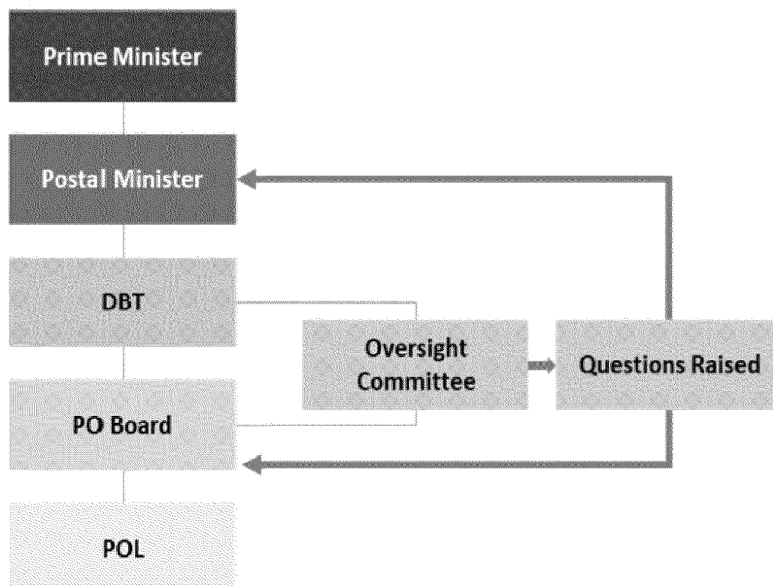 Prime Minister
Postal Minister
DBT
Oversight
Committee
Questions Raised
PO Board
POL